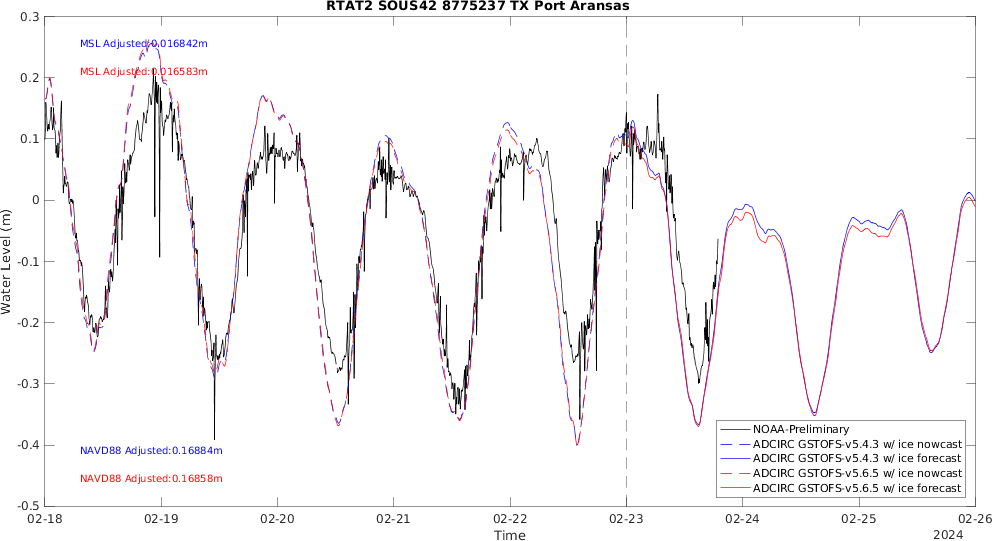 RTAT2 SOUS42 8775237 TX Port Aransas
0.3
0.2
0.1
0
-0.1
-0.2
-0.3
-0.4
-0.5
Water Level (m)
MSL Adjusted:0.016842m
MSL Adjusted:0.016583m
NAVD88 Adjusted:0.16884m
NAVD88 Adjusted:0.16858m
NOAA-Preliminary
ADCIRC GSTOFS-v5.4.3 w/ ice nowcast
ADCIRC GSTOFS-v5.4.3 w/ ice forecast
ADCIRC GSTOFS-v5.6.5 w/ ice nowcast
ADCIRC GSTOFS-v5.6.5 w/ ice forecast
02-18 02-19 02-20 02-21 02-22 02-23 02-24 02-25 02-26
Time
2024